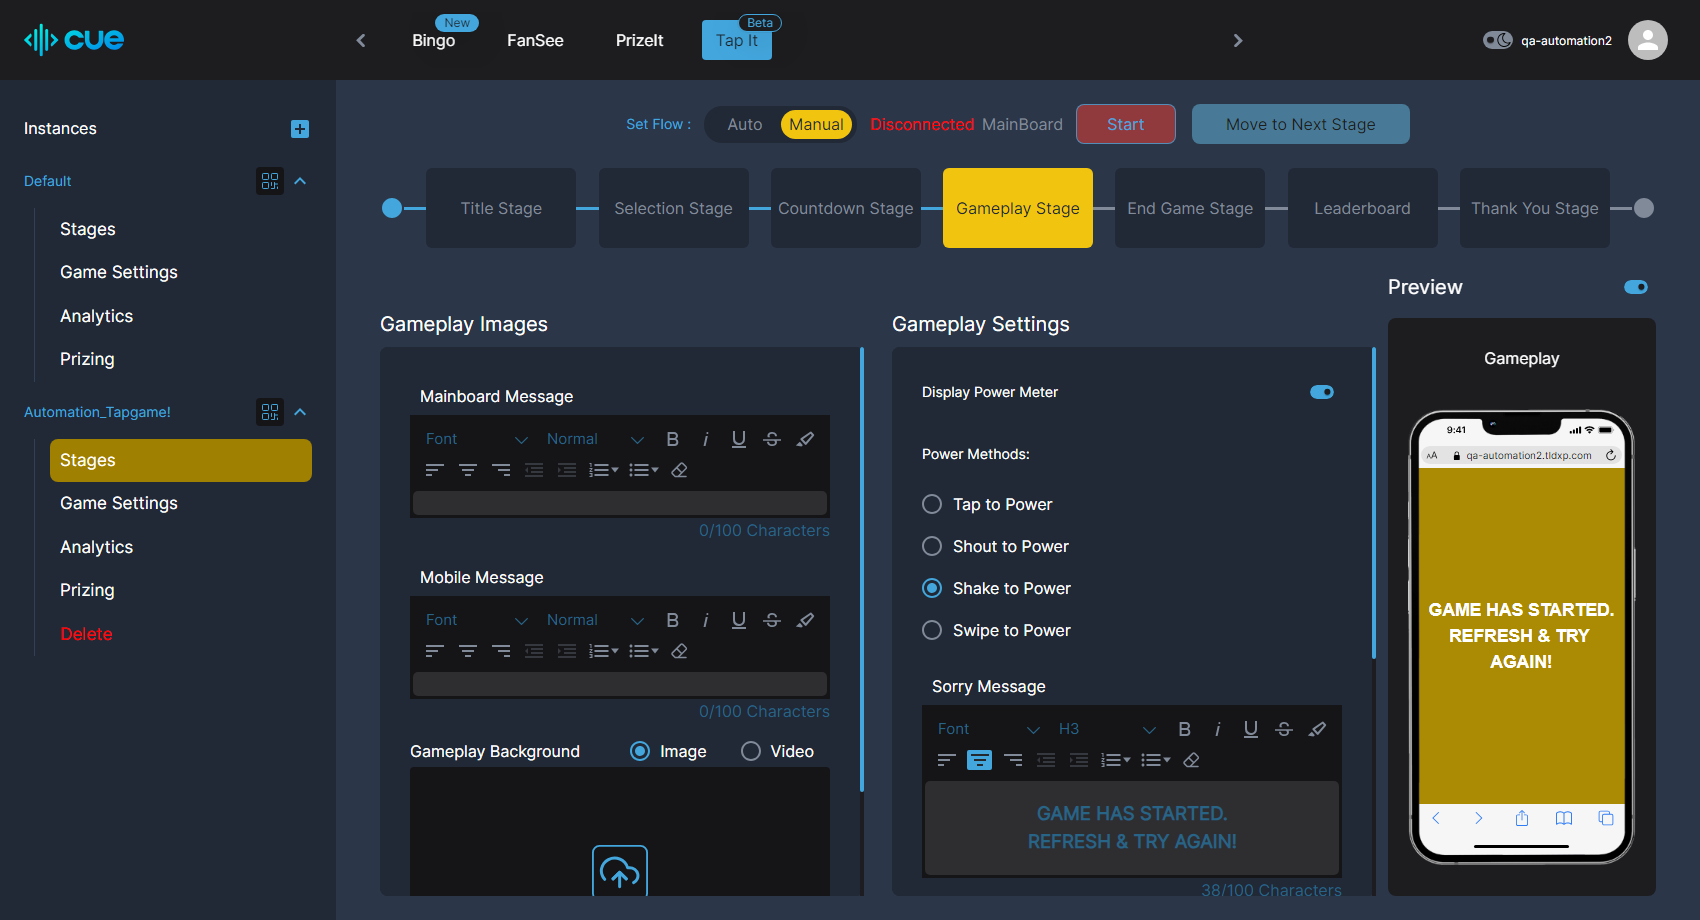 cue
New
Bingo
FanSee
PrizeIt
Beta
Tap It
qa-automation2
Instances
Default
Stages
Game Settings
Analytics
Prizing
Automation_Tapgame!
Stages
Game Settings
Analytics
Prizing
Delete
Set Flow :
Auto
Manual
Disconnected MainBoard
Start
Move to Next Stage
Title Stage
Selection Stage
Countdown Stage
Gameplay Stage
End Game Stage
Leaderboard
Thank You Stage
Gameplay Images
Mainboard Message
Font
Normal
B i U S
0/100 Characters
Mobile Message
Font
Normal
B i U S
0/100 Characters
Gameplay Background
Image
Video
Gameplay Settings
Display Power Meter
Power Methods:
Tap to Power
Shout to Power
Shake to Power
Swipe to Power
Sorry Message
Font
H3
B i U S
GAME HAS STARTED.
REFRESH & TRY AGAIN!
38/100 Characters
Preview
Gameplay
9:41
AA
qa-automation2.tldxp.com
GAME HAS STARTED.
REFRESH & TRY
AGAIN!